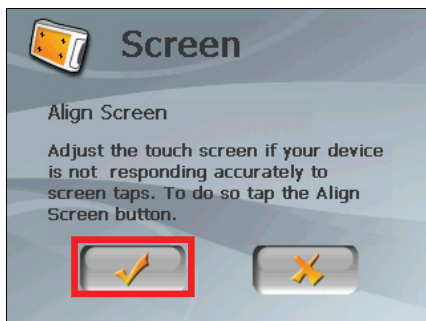 Screen
Align Screen
Adjust the touch screen if your device
is not responding accurately to
screen taps. To do so tap the Align
Screen button.